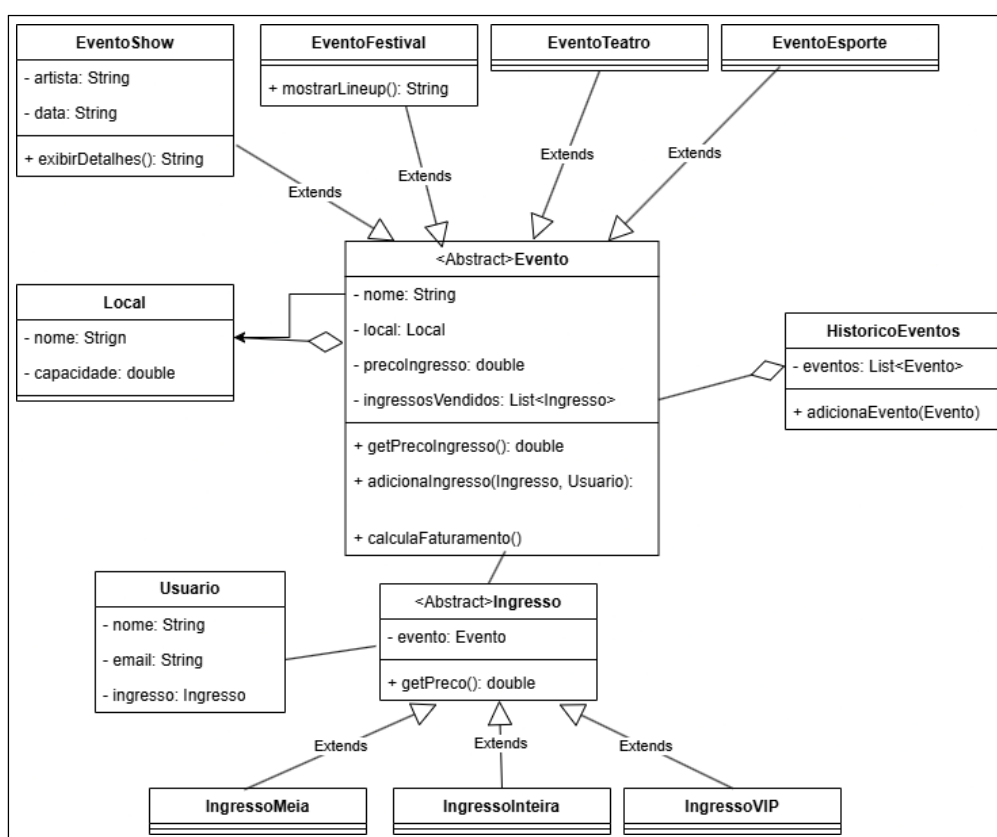 EventoShow
- artista: String
- data: String
+ exibirDetalhes(): String
EventoFestival
+ mostrarLineup(): String
EventoTeatro
EventoEsporte
Extends
Extends
Extends
Extends
<Abstract>Evento
- nome: String
- local: Local
- precoIngresso: double
- ingressosVendidos: List<Ingresso>
+ getPrecoIngresso(): double
+ adicionaIngresso(Ingresso, Usuario):
+ calculaFaturamento()
Local
- nome: Strign
- capacidade: double
HistoricoEventos
- eventos: List<Evento>
+ adicionaEvento(Evento)
Usuario
- nome: String
- email: String
- ingresso: Ingresso
<Abstract>Ingresso
- evento: Evento
+ getPreco(): double
Extends
Extends
Extends
IngressoMeia
IngressoInteira
IngressoVIP